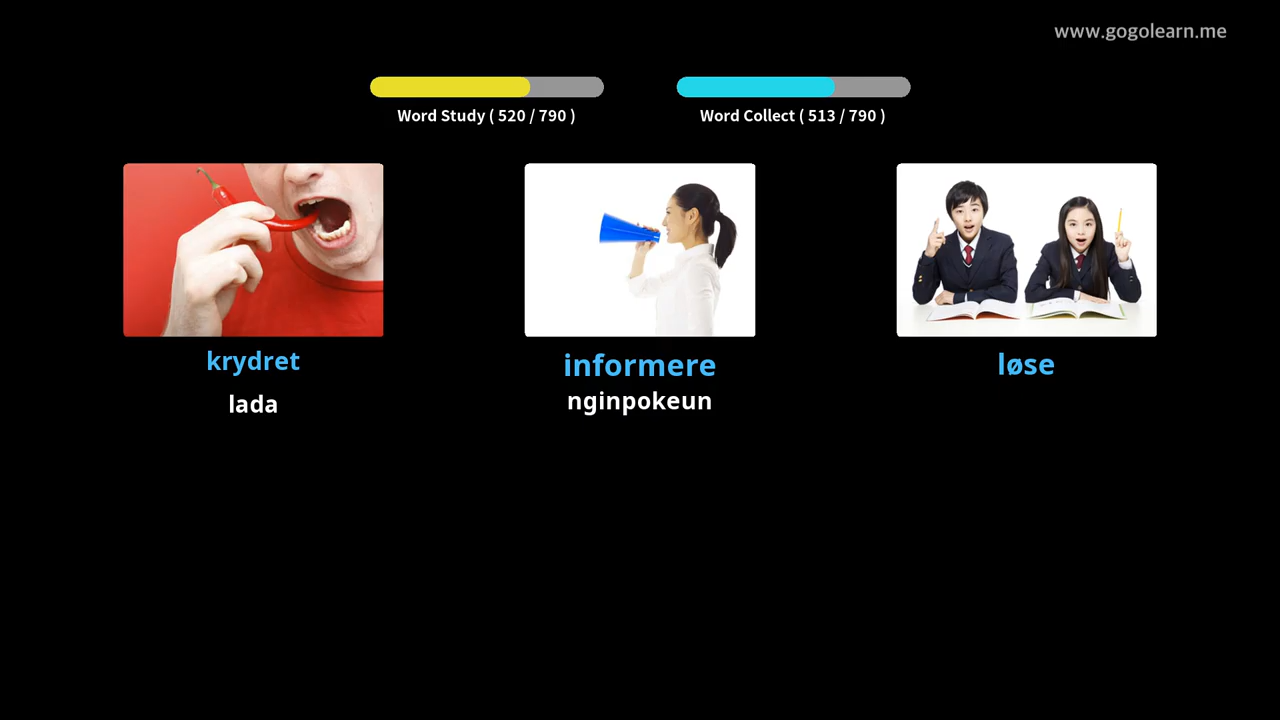 www.gogolearn.me
Word Study ( 520 / 790 )
Word Collect ( 513 / 790 )
krydret
lada
informere
nginpokeun
løse